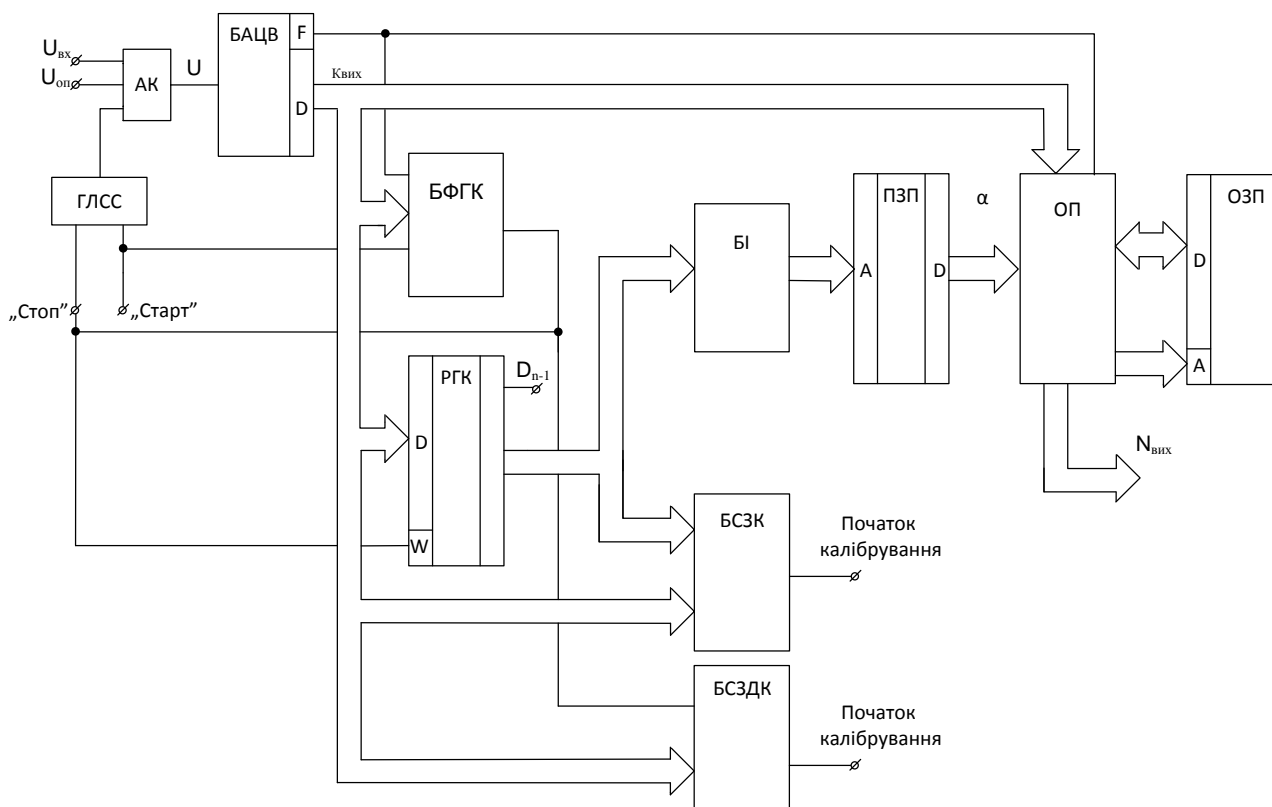 БАЦВ
F
D
Uвх
Uоп
АК
U
Квих
ГЛСС
БФГК
„Стоп”
„Старт”
БІ
ПЗП
A
D
α
ОП
ОЗП
D
A
РГК
D
W
Dn-1
Nвих
БСЗК
Початок
калібрування
БСЗДК
Початок
калібрування